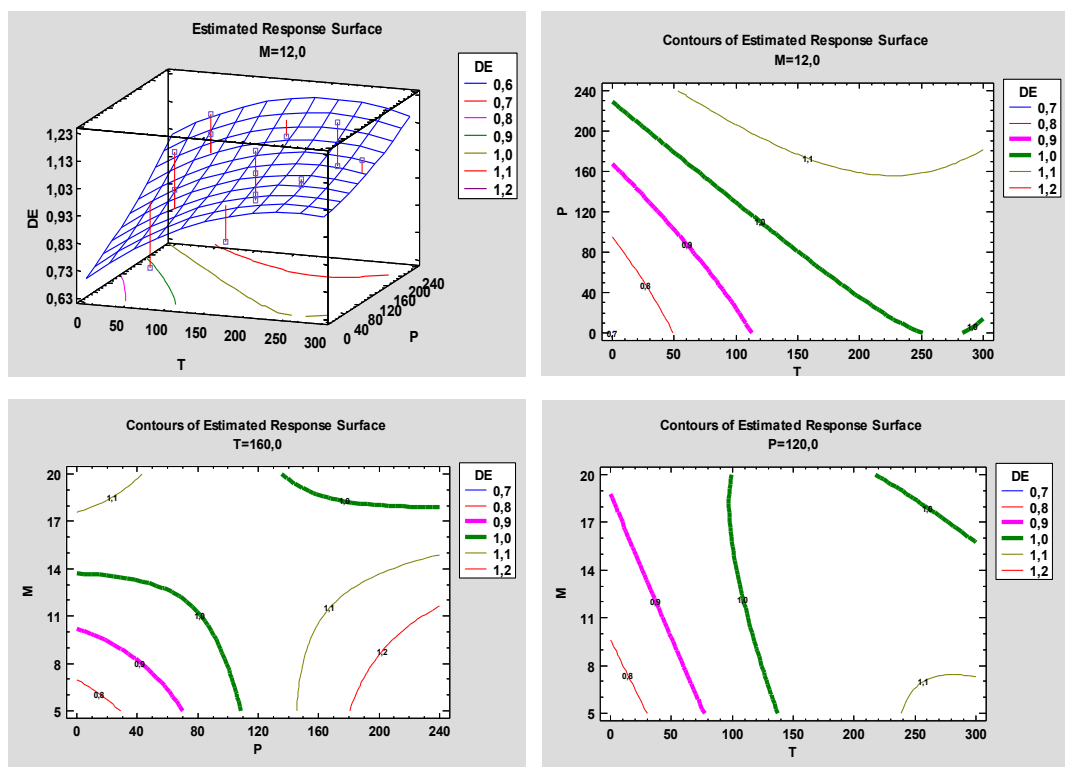 Estimated Response Surface
M=12,0
DE
0,6
0,7
0,8
0,9
1,0
1,1
1,2
1,23
1,13
1,03
0,93
0,83
0,73
0,63
DE
0 50 100 150 200 250 300
T
0 40 80 120 160 200 240
P
Contours of Estimated Response Surface
M=12,0
DE
0,7
0,8
0,9
1,0
1,1
1,2
240
200
160
120
80
40
0
P
0 50 100 150 200 250 300
T
1,1
1,0
0,9
0,8
0,7
1,0
Contours of Estimated Response Surface
T=160,0
DE
0,7
0,8
0,9
1,0
1,1
1,2
20
17
14
11
8
5
M
0 40 80 120 160 200 240
P
1,1
1,0
1,0
1,1
1,2
0,9
0,8
Contours of Estimated Response Surface
P=120,0
DE
0,7
0,8
0,9
1,0
1,1
1,2
20
17
14
11
8
5
M
0 50 100 150 200 250 300
T
1,0
0,9
1,0
0,8
1,1